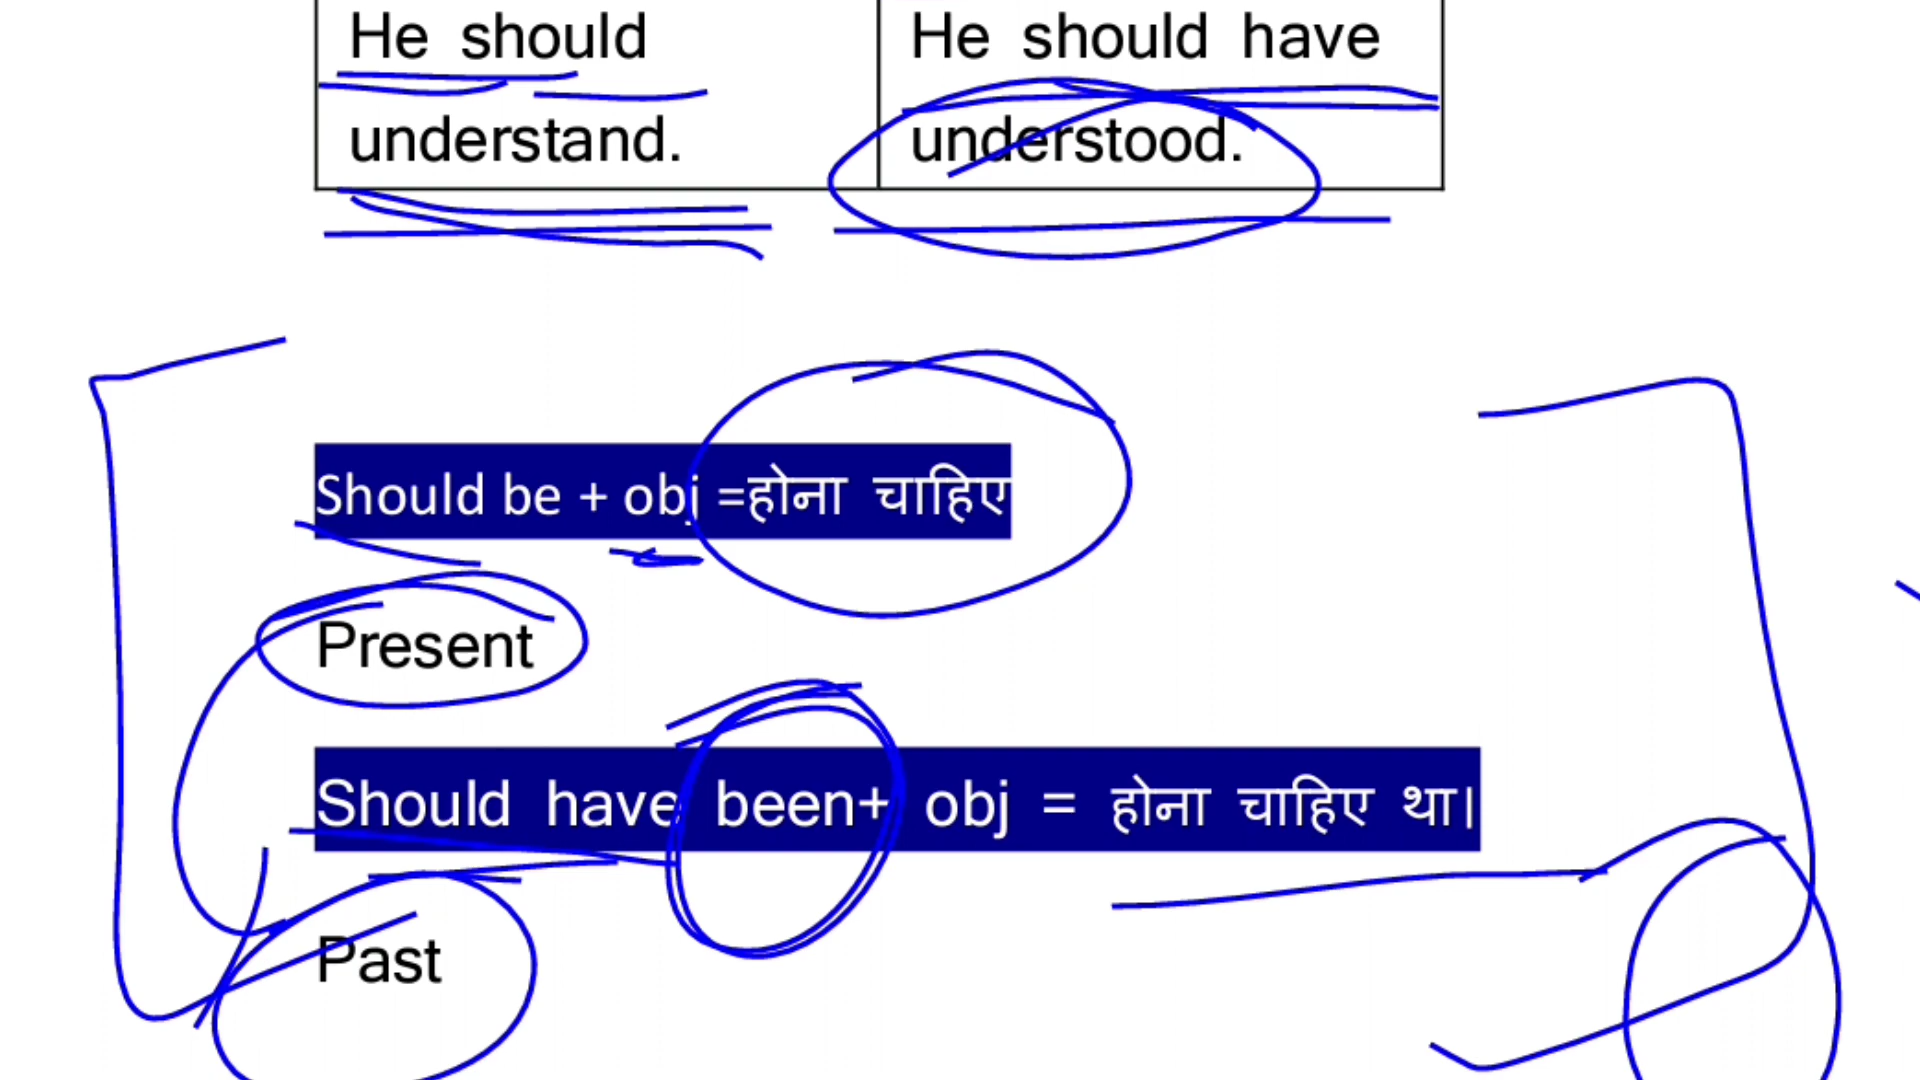 He should
understand.
He should have
understood.
Should be + obj =होना चाहिए
Present
Should have been+ obj = होना चाहिए था|
Past